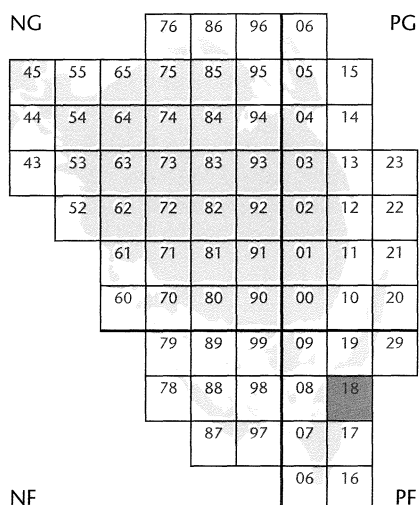 NG 76 86 96 06 PG
45 55 65 75 85 95 05 15
44 54 64 74 84 94 04 14
43 53 63 73 83 93 03 13 23
52 62 72 82 92 02 12 22
61 71 81 91 01 11 21
60 70 80 90 00 10 20
79 89 99 09 19 29
78 88 98 08 18
87 97 07 17
NF 06 16 PF